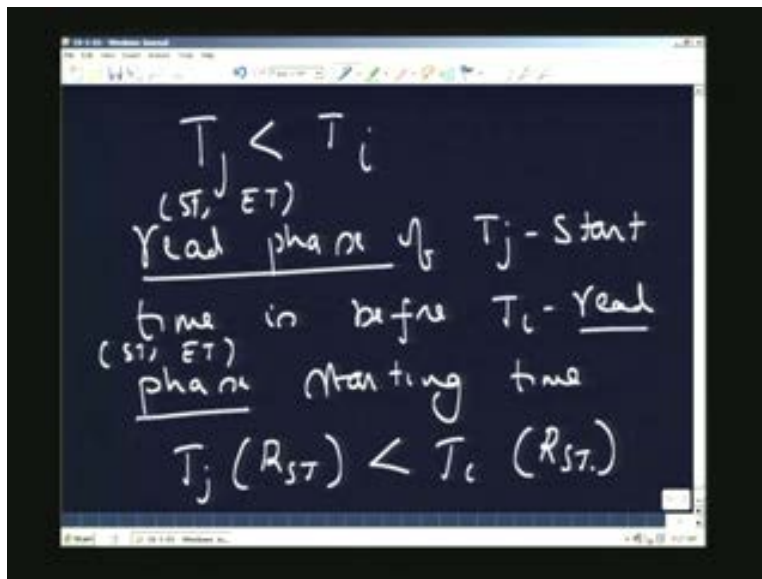 Tj < Ti
(ST, ET)
read phase of Tj - start
time is before Ti - read
(ST, ET)
phase starting time
Tj (RST) < Ti (RST.)